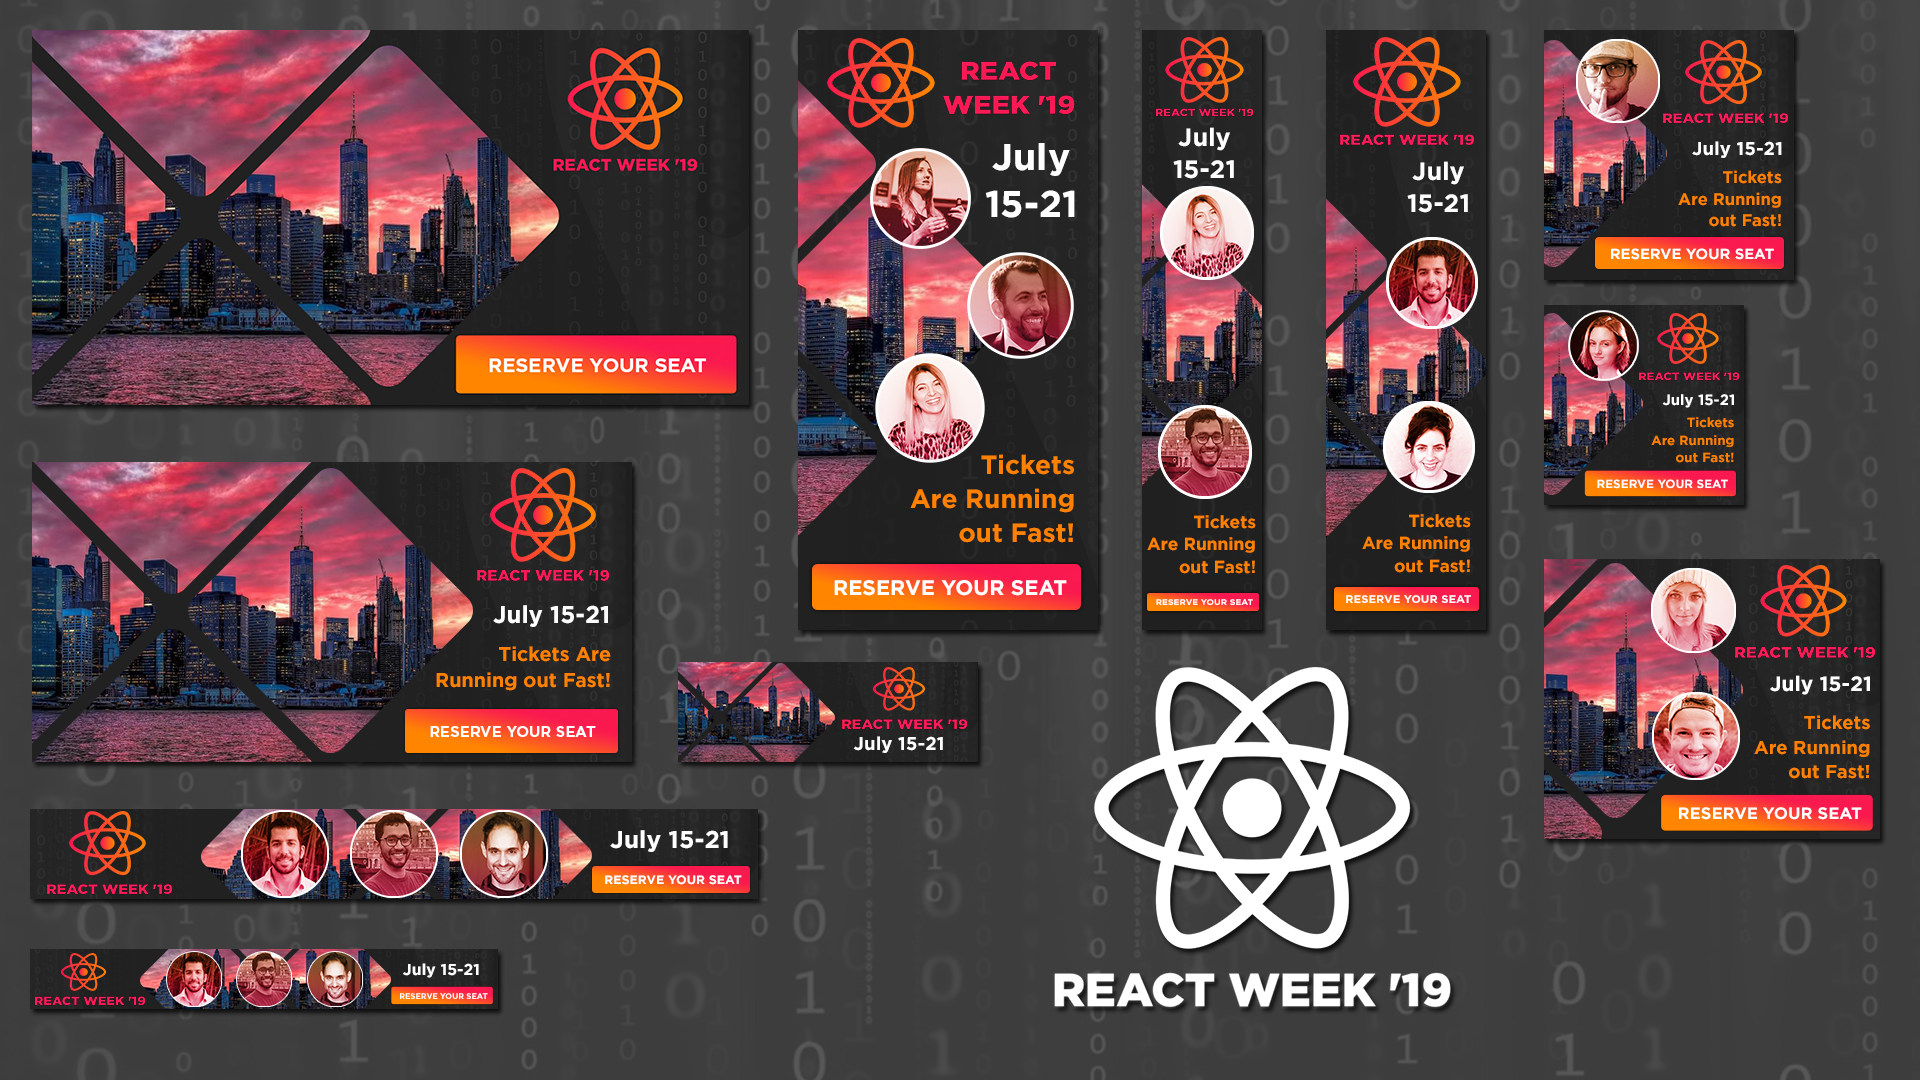 REACT WEEK '19
RESERVE YOUR SEAT
REACT WEEK '19
July 15-21
Tickets Are
Running out Fast!
RESERVE YOUR SEAT
REACT WEEK '19
July 15-21
REACT WEEK '19
July 15-21
RESERVE YOUR SEAT
REACT WEEK '19
July 15-21
RESERVE YOUR SEAT
REACT
WEEK '19
July
15-21
Tickets
Are Running
out Fast!
RESERVE YOUR SEAT
REACT WEEK '19
July
15-21
Tickets
Are Running
out Fast!
RESERVE YOUR SEAT
REACT WEEK '19
July
15-21
Tickets
Are Running
out Fast!
RESERVE YOUR SEAT
REACT WEEK '19
July 15-21
Tickets
Are Running
out Fast!
RESERVE YOUR SEAT
REACT WEEK '19
July 15-21
Tickets
Are Running
out Fast!
RESERVE YOUR SEAT
REACT WEEK '19
July 15-21
Tickets
Are Running
out Fast!
RESERVE YOUR SEAT
REACT WEEK '19